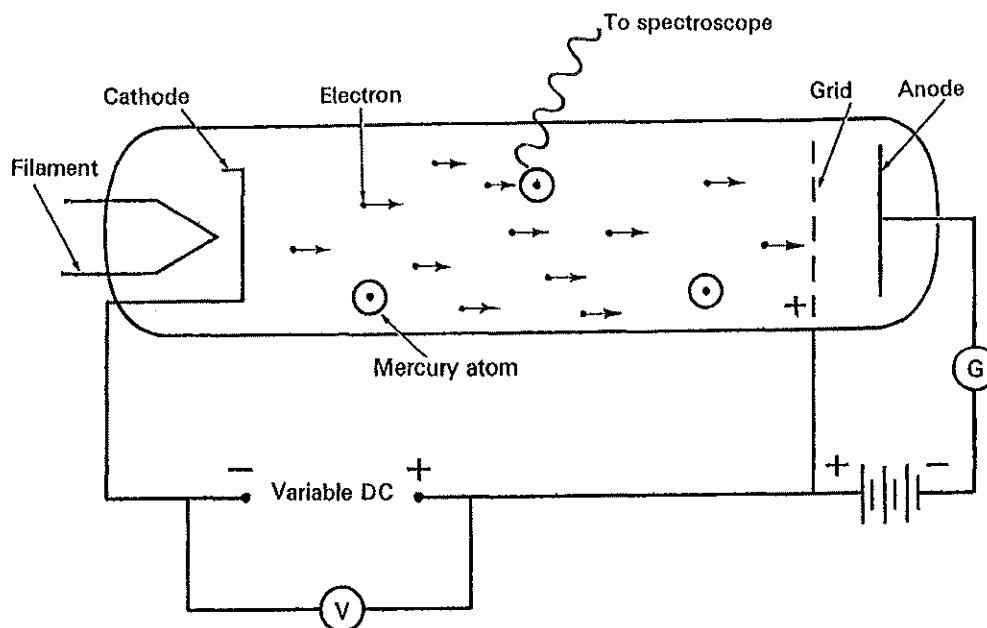 To spectroscope
Cathode
Electron
Grid
Anode
Filament
+
Mercury atom
G
− Variable DC +
+ −
V